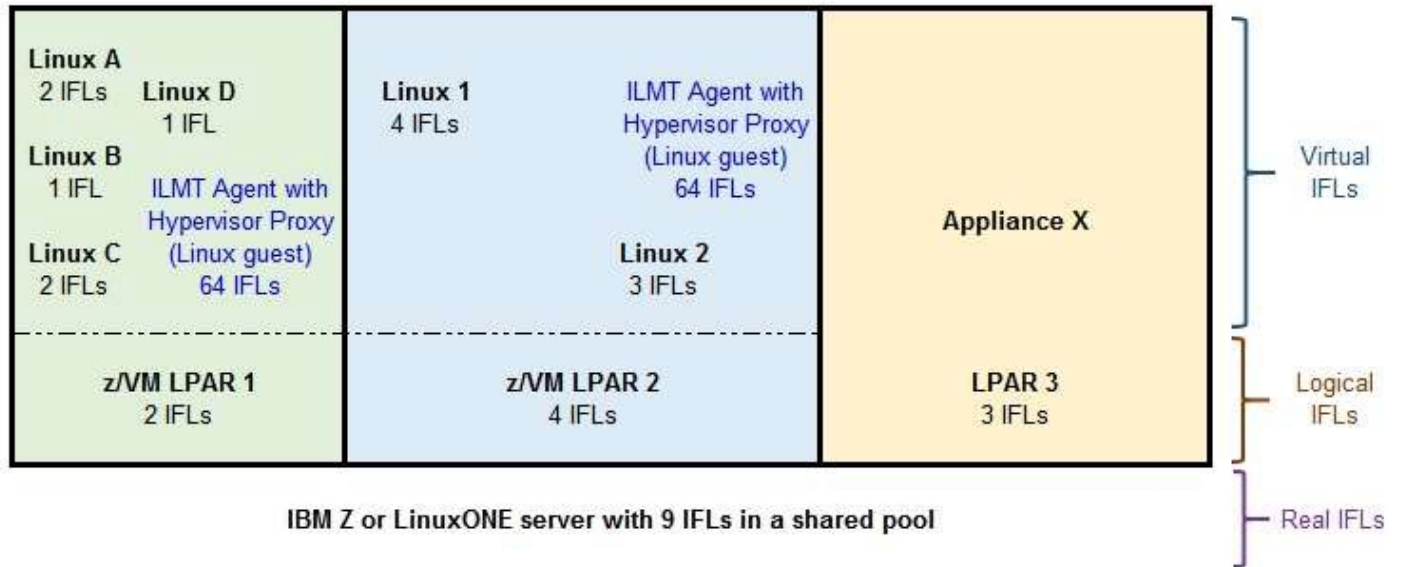 Linux A
2 IFLs
Linux D
1 IFL
Linux B
1 IFL
ILMT Agent with
Hypervisor Proxy
(Linux guest)
64 IFLs
Linux C
2 IFLs
Linux 1
4 IFLs
ILMT Agent with
Hypervisor Proxy
(Linux guest)
64 IFLs
Linux 2
3 IFLs
Appliance X
Virtual
IFLs
z/VM LPAR 1
2 IFLs
z/VM LPAR 2
4 IFLs
LPAR 3
3 IFLs
Logical
IFLs
IBM Z or LinuxONE server with 9 IFLs in a shared pool
Real IFLs